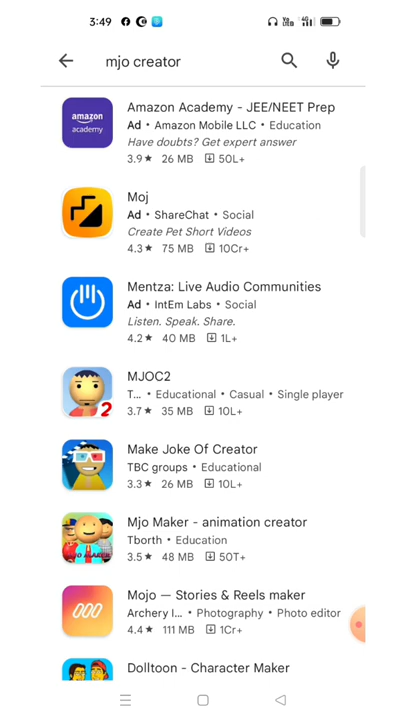 3:49
4G
mjo creator
amazon
academy
Amazon Academy - JEE/NEET Prep
Ad • Amazon Mobile LLC • Education
Have doubts? Get expert answer
3.9★ 26 MB 50L+
Moj
Ad • ShareChat • Social
Create Pet Short Videos
4.3★ 75 MB 10Cr+
Mentza: Live Audio Communities
Ad • IntEm Labs • Social
Listen. Speak. Share.
4.2★ 40 MB 1L+
2
MJOC2
T... • Educational • Casual • Single player
3.7★ 35 MB 10L+
Make Joke Of Creator
TBC groups • Educational
3.3★ 26 MB 10L+
MJO MAKER
Mjo Maker - animation creator
Tborth • Education
3.5★ 48 MB 50T+
Mojo — Stories & Reels maker
Archery I... • Photography • Photo editor
4.4★ 111 MB 1Cr+
Dolltoon - Character Maker